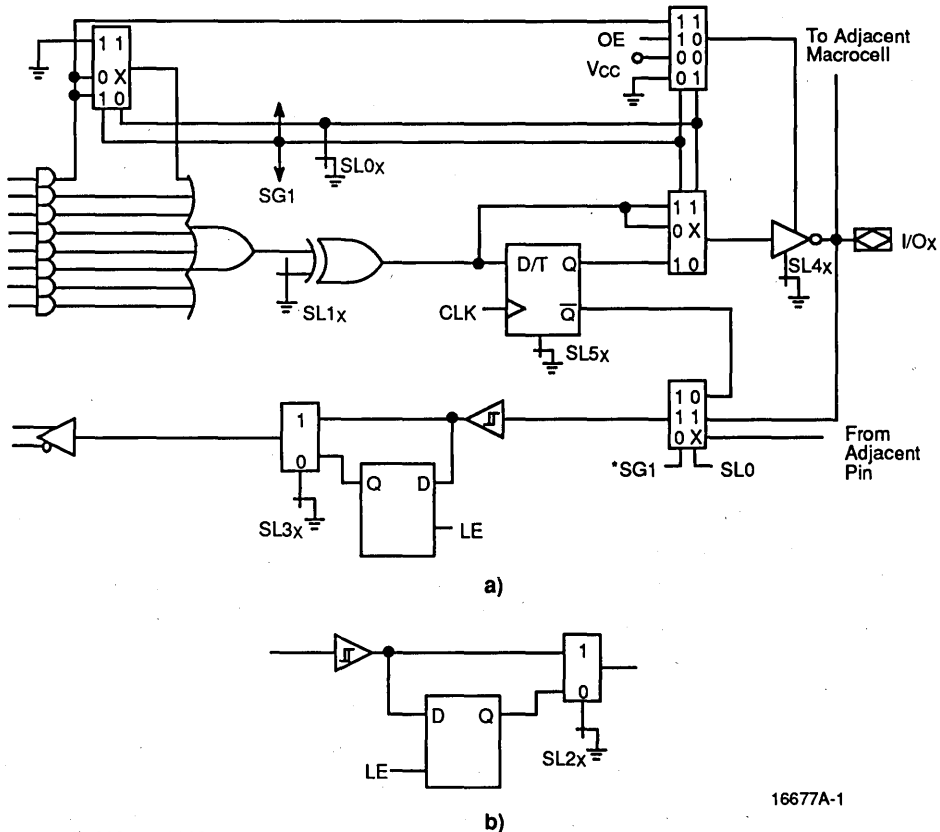 1 1
0 X
1 0
1 1
1 0
0 0
0 1
OE
VCC
To Adjacent
Macrocell
SL0x
SG1
1 1
0 X
1 0
SL1x
D/T Q
CLK
Q̅
SL5x
SL4x
I/Ox
1
0
SL3x
Q D
LE
1 0
1 1
0 X
*SG1
SL0
From
Adjacent
Pin
a)
D Q
LE
1
0
SL2x
16677A-1
b)